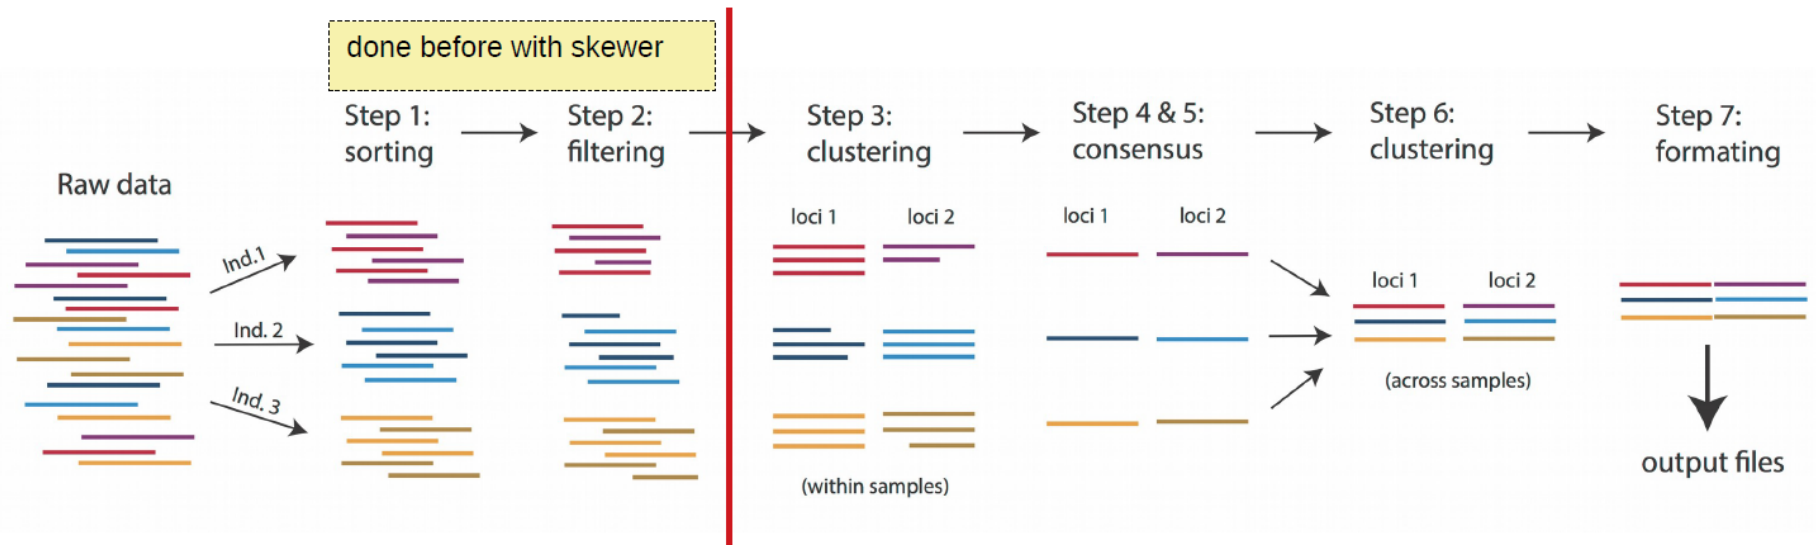 done before with skewer
Step 1:
sorting
Step 2:
filtering
Step 3:
clustering
Step 4 & 5:
consensus
Step 6:
clustering
Step 7:
formating
Raw data
Ind.1
Ind. 2
Ind. 3
loci 1
loci 2
(within samples)
loci 1
loci 2
loci 1
loci 2
(across samples)
output files